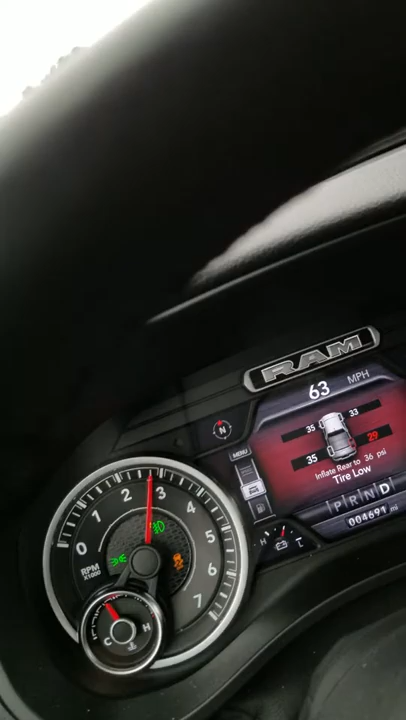 RAM
63 MPH
35 33
35 29
Inflate Rear to 36 psi
Tire Low
PRND
004691 mi
N
MENU
0 1 2 3 4 5 6 7
RPM
X1000
C H
H L